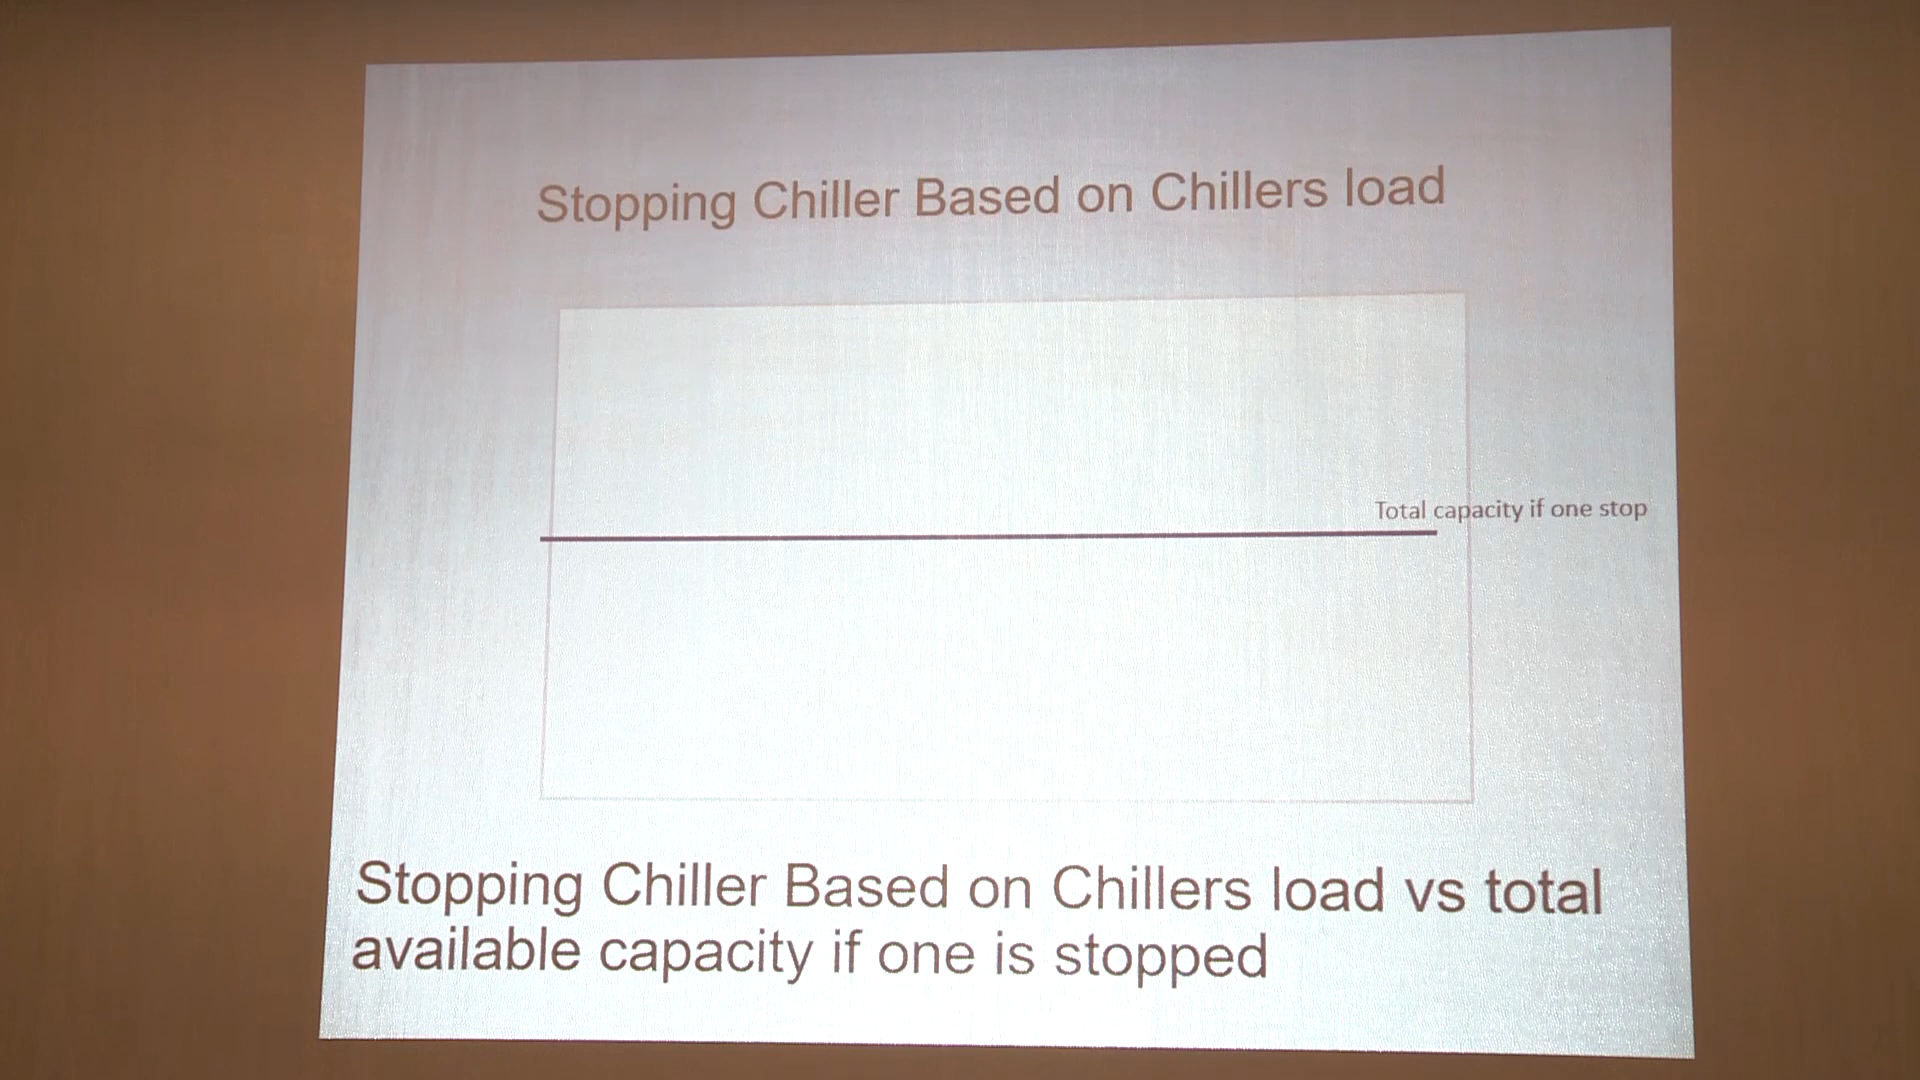 Stopping Chiller Based on Chillers load
Total capacity if one stop
Stopping Chiller Based on Chillers load vs total
available capacity if one is stopped